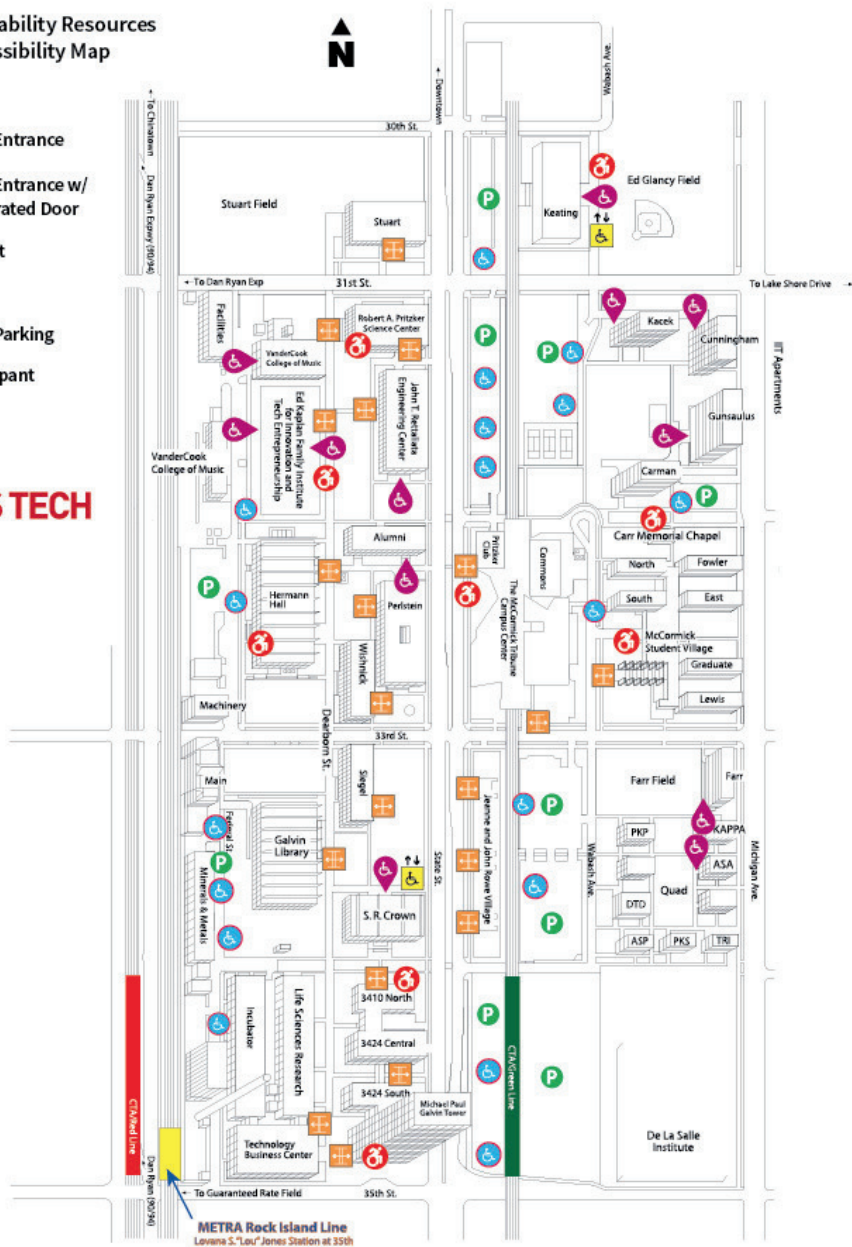 ability Resources
ssibility Map
N
Entrance
Entrance w/
rated Door
t
Parking
pant
S TECH
To Chinatown
Dan Ryan Expwy (90/94)
Downtown
Wabash Ave.
30th St.
Stuart Field
Stuart
P
Keating
Ed Glancy Field
To Dan Ryan Exp
31st St.
To Lake Shore Drive
Facilities
Robert A. Pritzker
Science Center
VanderCook
College of Music
P
P
Kacek
Cunningham
IIT Apartments
Ed Kaplan Family Institute
for Innovation and
Tech Entrepreneurship
John T. Rettaliata
Engineering Center
Gunsaulus
VanderCook
College of Music
Carman
P
Alumni
Pritzker
Club
Commons
Carr Memorial Chapel
North
Fowler
P
Hermann
Hall
Perlstein
The McCormick Tribune
Campus Center
South
East
McCormick
Student Village
Wishnick
Graduate
Machinery
Lewis
Dearborn St.
33rd St.
Main
Siegel
Farr Field
Farr
Federal St.
Galvin
Library
State St.
Jeanne and John Rowe Village
P
Wabash Ave.
PKP
KAPPA
Michigan Ave.
P
Minerals & Metals
ASA
Quad
S. R. Crown
DTD
P
ASP
PKS
TRI
3410 North
Incubator
Life Sciences Research
P
3424 Central
CTA/Green Line
P
3424 South
Michael Paul
Galvin Tower
CTA/Red Line
Technology
Business Center
De La Salle
Institute
Dan Ryan (90/94)
To Guaranteed Rate Field
35th St.
METRA Rock Island Line
Lovana S. "Lou" Jones Station at 35th